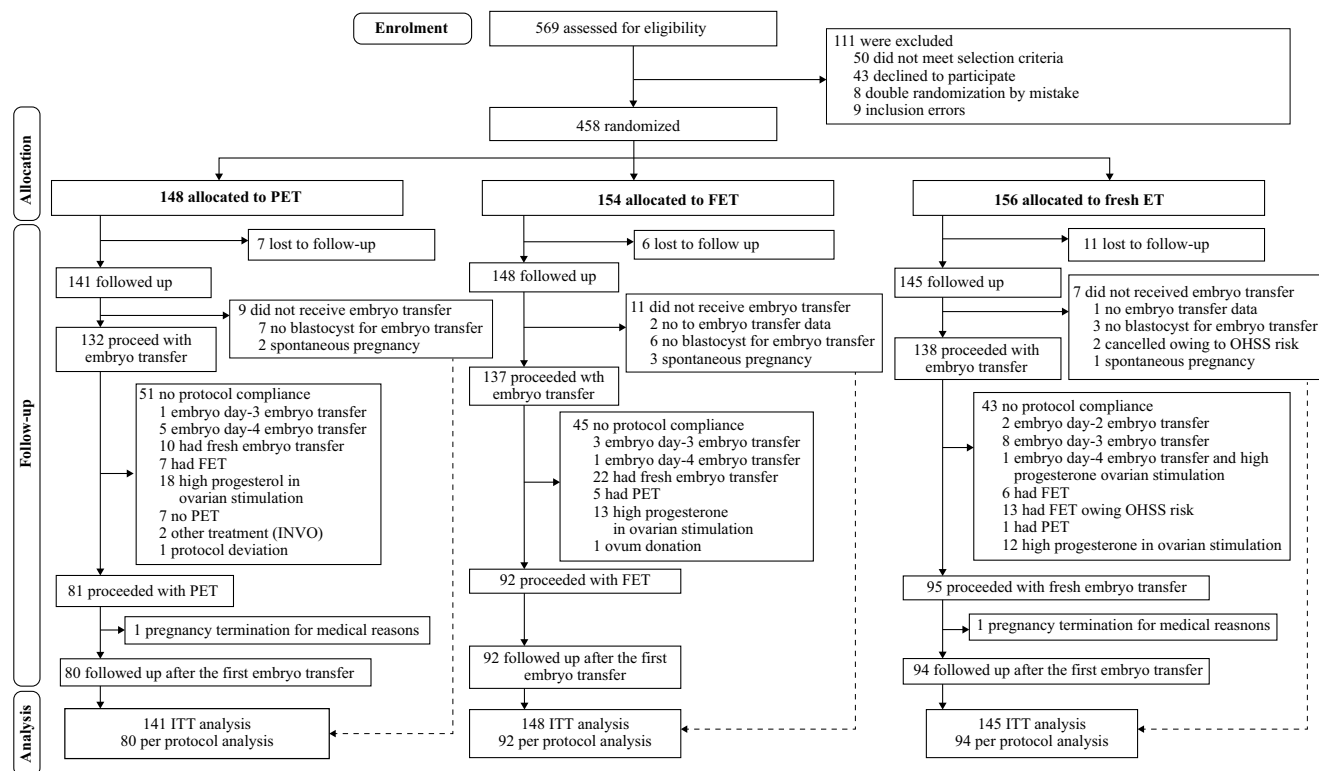 Enrolment
569 assessed for eligibility
111 were excluded
50 did not meet selection criteria
43 declined to participate
8 double randomization by mistake
9 inclusion errors
458 randomized
Allocation
148 allocated to PET
154 allocated to FET
156 allocated to fresh ET
Follow-up
7 lost to follow-up
141 followed up
9 did not receive embryo transfer
7 no blastocyst for embryo transfer
2 spontaneous pregnancy
132 proceed with
embryo transfer
51 no protocol compliance
1 embryo day-3 embryo transfer
5 embryo day-4 embryo transfer
10 had fresh embryo transfer
7 had FET
18 high progesterol in
ovarian stimulation
7 no PET
2 other treatment (INVO)
1 protocol deviation
81 proceeded with PET
1 pregnancy termination for medical reasons
80 followed up after the first embryo transfer
6 lost to follow up
148 followed up
11 did not receive embryo transfer
2 no to embryo transfer data
6 no blastocyst for embryo transfer
3 spontaneous pregnancy
137 proceeded wth
embryo transfer
45 no protocol compliance
3 embryo day-3 embryo transfer
1 embryo day-4 embryo transfer
22 had fresh embryo transfer
5 had PET
13 high progesterone
in ovarian stimulation
1 ovum donation
92 proceeded with FET
92 followed up after the first
embryo transfer
11 lost to follow-up
145 followed up
7 did not received embryo transfer
1 no embryo transfer data
3 no blastocyst for embryo transfer
2 cancelled owing to OHSS risk
1 spontaneous pregnancy
138 proceeded with
embryo transfer
43 no protocol compliance
2 embryo day-2 embryo transfer
8 embryo day-3 embryo transfer
1 embryo day-4 embryo transfer and high
progesterone ovarian stimulation
6 had FET
13 had FET owing OHSS risk
1 had PET
12 high progesterone in ovarian stimulation
95 proceeded with fresh embryo transfer
1 pregnancy termination for medical reasnons
94 followed up after the first embryo transfer
Analysis
141 ITT analysis
80 per protocol analysis
148 ITT analysis
92 per protocol analysis
145 ITT analysis
94 per protocol analysis